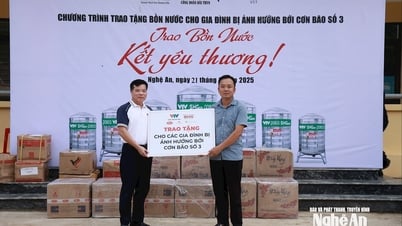 CHƯƠNG TRÌNH TRAO TẶNG BỒN NƯỚC CHO GIA ĐÌNH BỊ ẢNH HƯỞNG BỞI CƠN BÃO SỐ 3
Trao Bồn Nước
Kết yêu thương!
Nghệ An, ngày 21 tháng 2025
VTV
TRAO TẶNG
CHO CÁC GIA ĐÌNH BỊ
ẢNH HƯỞNG BỞI
CƠN BÃO SỐ 3
BÁO VÀ PHÁT THANH, TRUYỀN HÌNH
Nghệ An